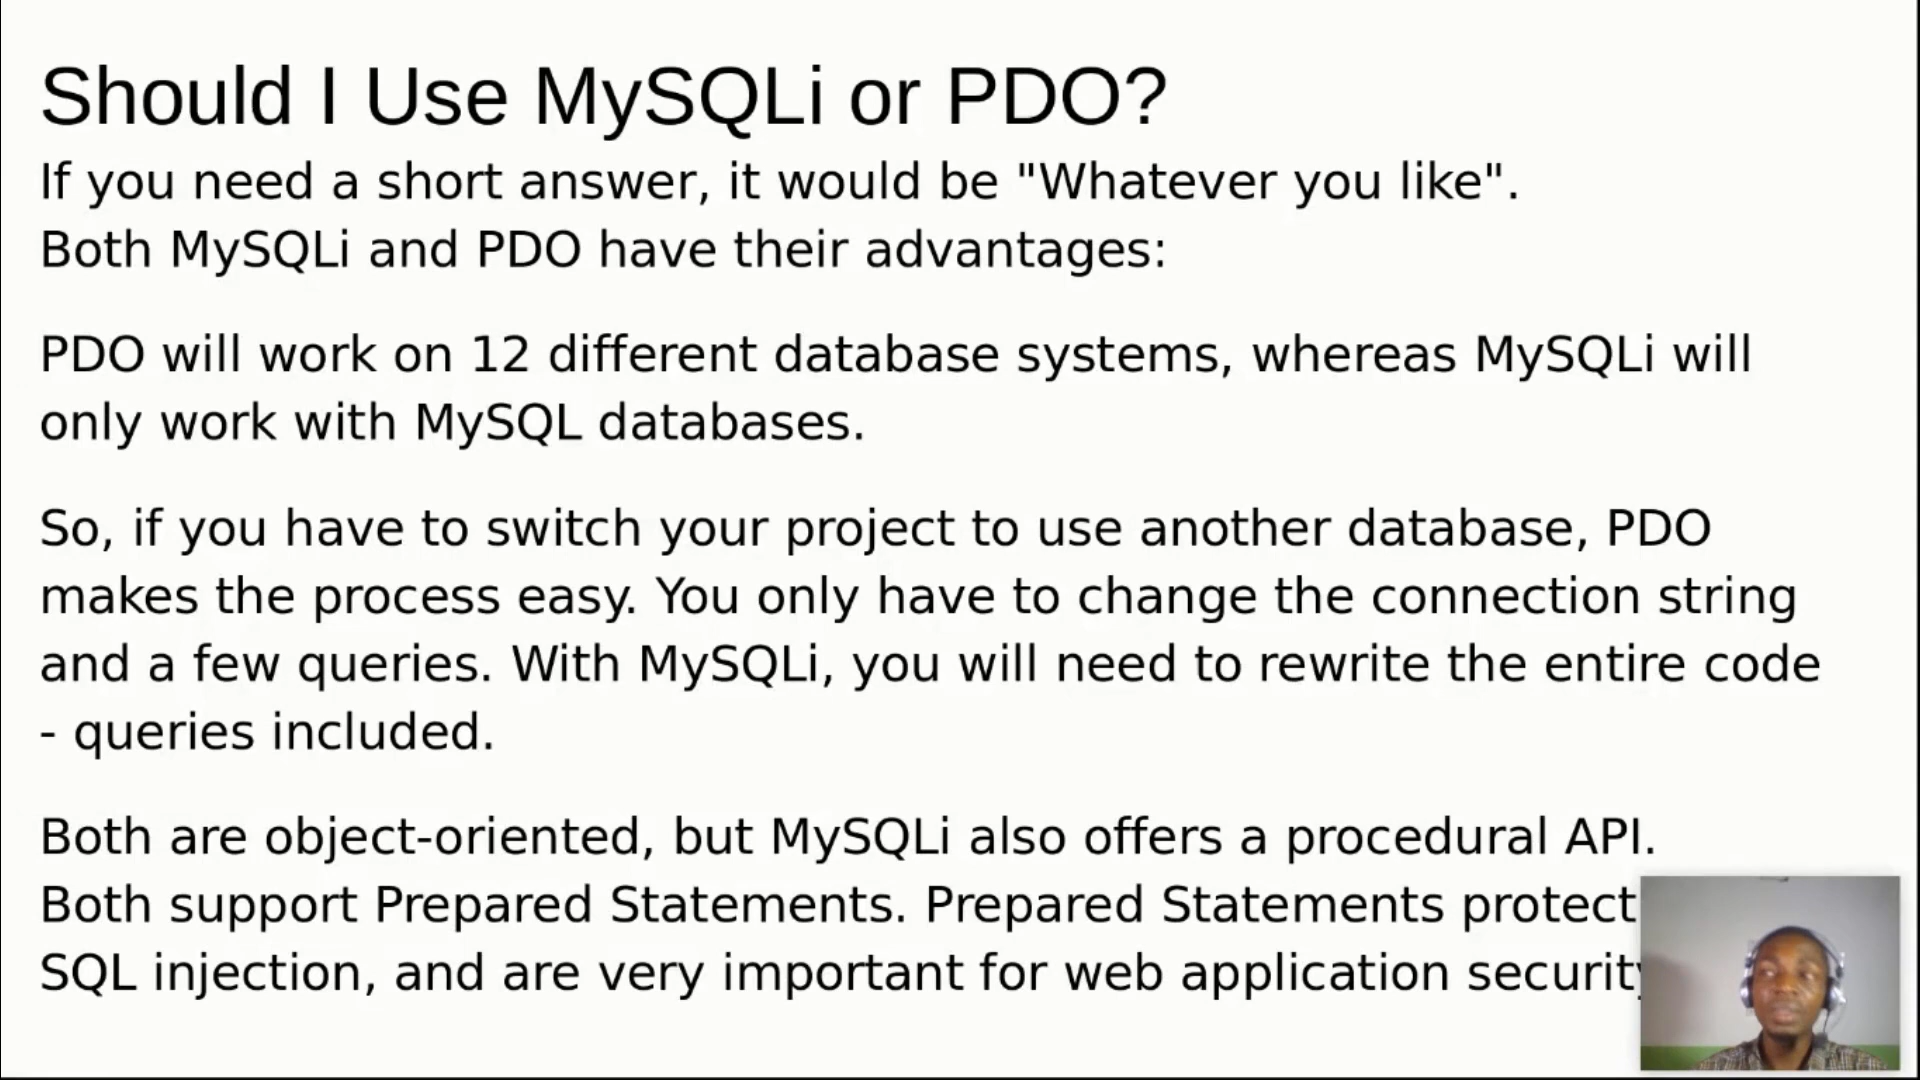 Should I Use MySQLi or PDO?
If you need a short answer, it would be "Whatever you like".
Both MySQLi and PDO have their advantages:
PDO will work on 12 different database systems, whereas MySQLi will
only work with MySQL databases.
So, if you have to switch your project to use another database, PDO
makes the process easy. You only have to change the connection string
and a few queries. With MySQLi, you will need to rewrite the entire code
- queries included.
Both are object-oriented, but MySQLi also offers a procedural API.
Both support Prepared Statements. Prepared Statements protect
SQL injection, and are very important for web application security